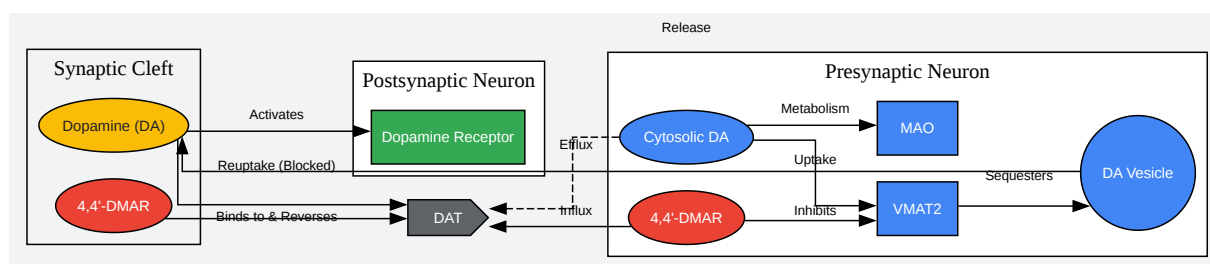 Release
Synaptic Cleft
Postsynaptic Neuron
Presynaptic Neuron
Dopamine (DA)
Activates
Dopamine Receptor
Efflux
Cytosolic DA
Metabolism
MAO
Reuptake (Blocked)
Uptake
Sequesters
DA Vesicle
4,4'-DMAR
Binds to & Reverses
DAT
Influx
4,4'-DMAR
Inhibits
VMAT2